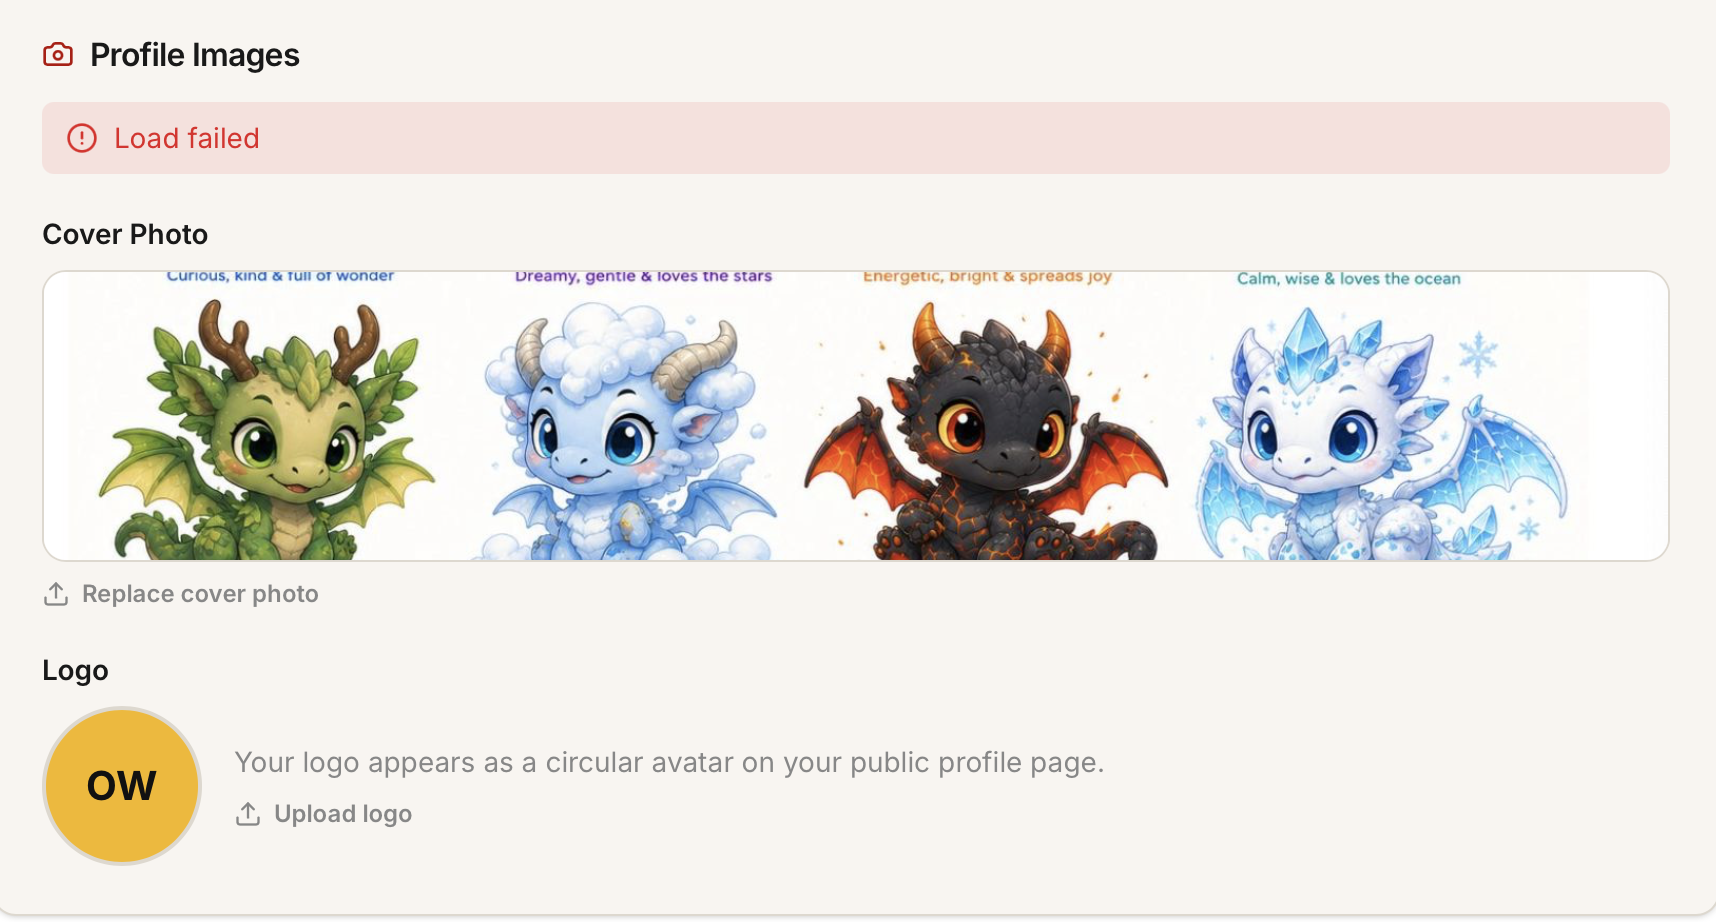 Profile Images
Load failed
Cover Photo
Curious, kind & full of wonder
Dreamy, gentle & loves the stars
Energetic, bright & spreads joy
Calm, wise & loves the ocean
Replace cover photo
Logo
OW
Your logo appears as a circular avatar on your public profile page.
Upload logo